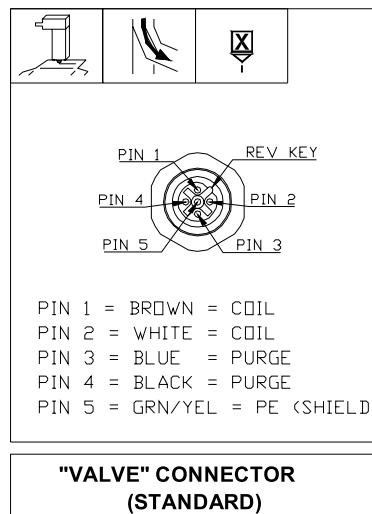 X
PIN 1 REV KEY
PIN 4 PIN 2
PIN 5 PIN 3
PIN 1 = BROWN = COIL
PIN 2 = WHITE = COIL
PIN 3 = BLUE = PURGE
PIN 4 = BLACK = PURGE
PIN 5 = GRN/YEL = PE (SHIELD
"VALVE" CONNECTOR
(STANDARD)